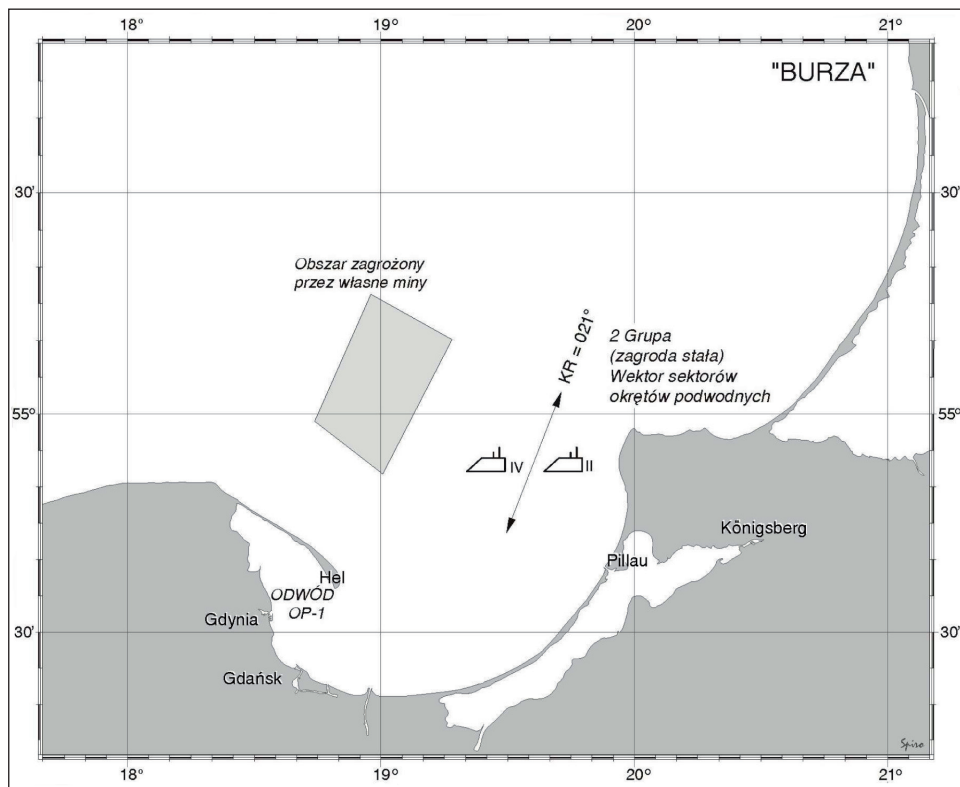 18°
19°
20°
21°
"BURZA"
30'
30'
Obszar zagrożony
przez własne miny
KR = 021°
2 Grupa
(zagroda stała)
Wektor sektorów
okrętów podwodnych
55°
55°
IV
II
Königsberg
Pillau
Hel
ODWÓD
OP-1
Gdynia
30'
30'
Gdańsk
Spiro
18°
19°
20°
21°